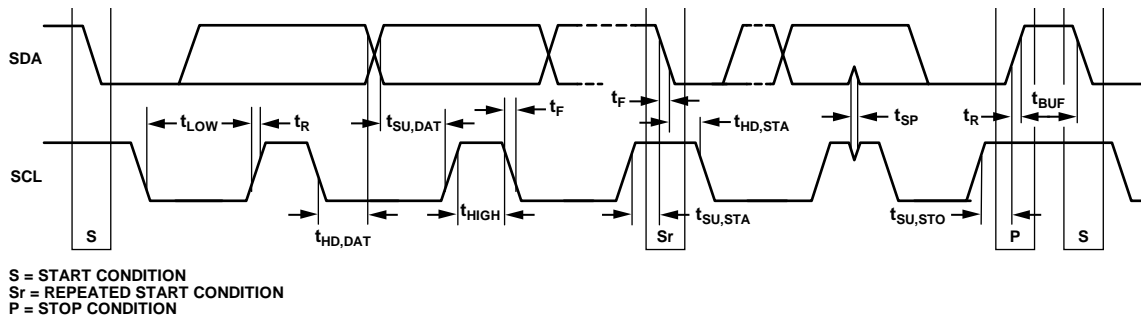 SDA
tLOW
tR
tSU,DAT
tF
tF
tHD,STA
tSP
tR
tBUF
SCL
tHD,DAT
tHIGH
tSU,STA
tSU,STO
S
Sr
P
S
S = START CONDITION
Sr = REPEATED START CONDITION
P = STOP CONDITION